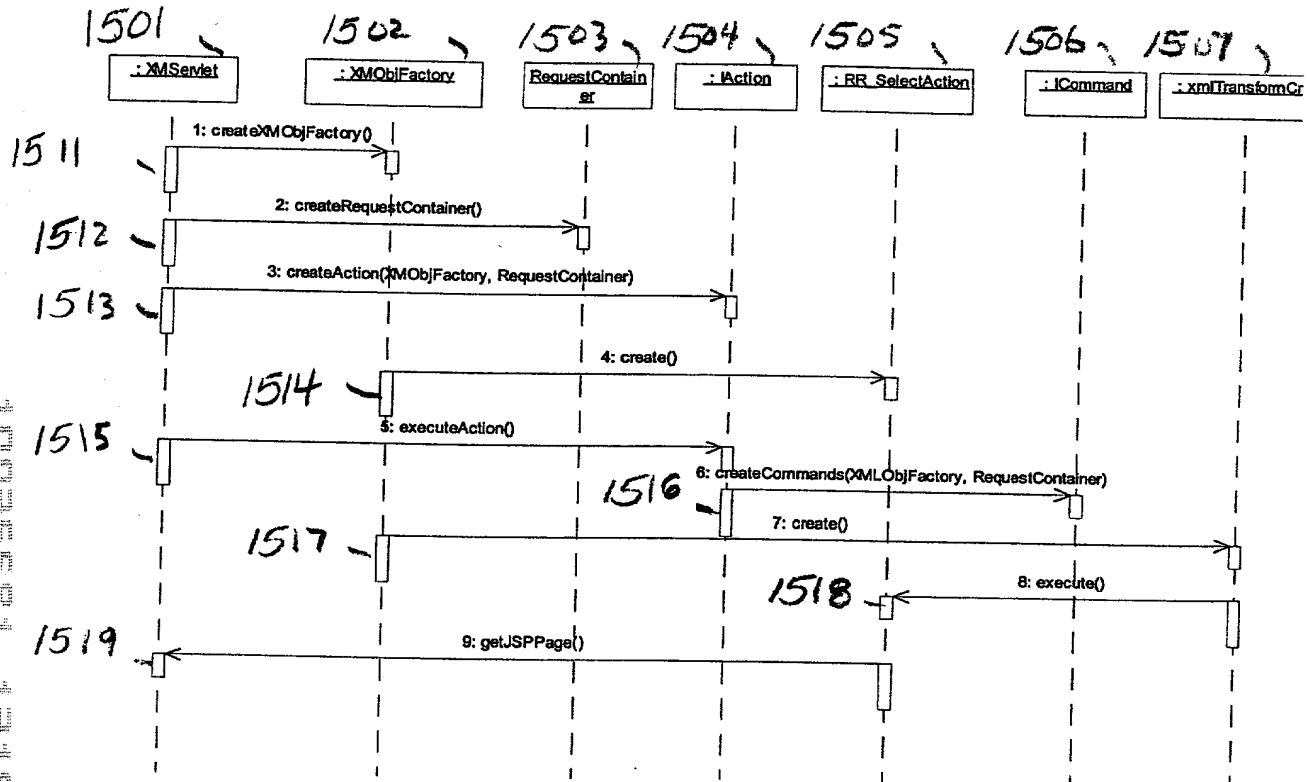 1501 1502 1503 1504 1505 1506 1507
: XMServlet
: XMObjFactory
RequestContain
er
: IAction
: RR_SelectAction
: ICommand
: xmlTransformCr
1: createXMObjFactory()
1511
2: createRequestContainer()
1512
3: createAction(XMObjFactory, RequestContainer)
1513
4: create()
1514
5: executeAction()
1515
6: createCommands(XMLObjFactory, RequestContainer)
1516
7: create()
1517
8: execute()
1518
9: getJSPPage()
1519